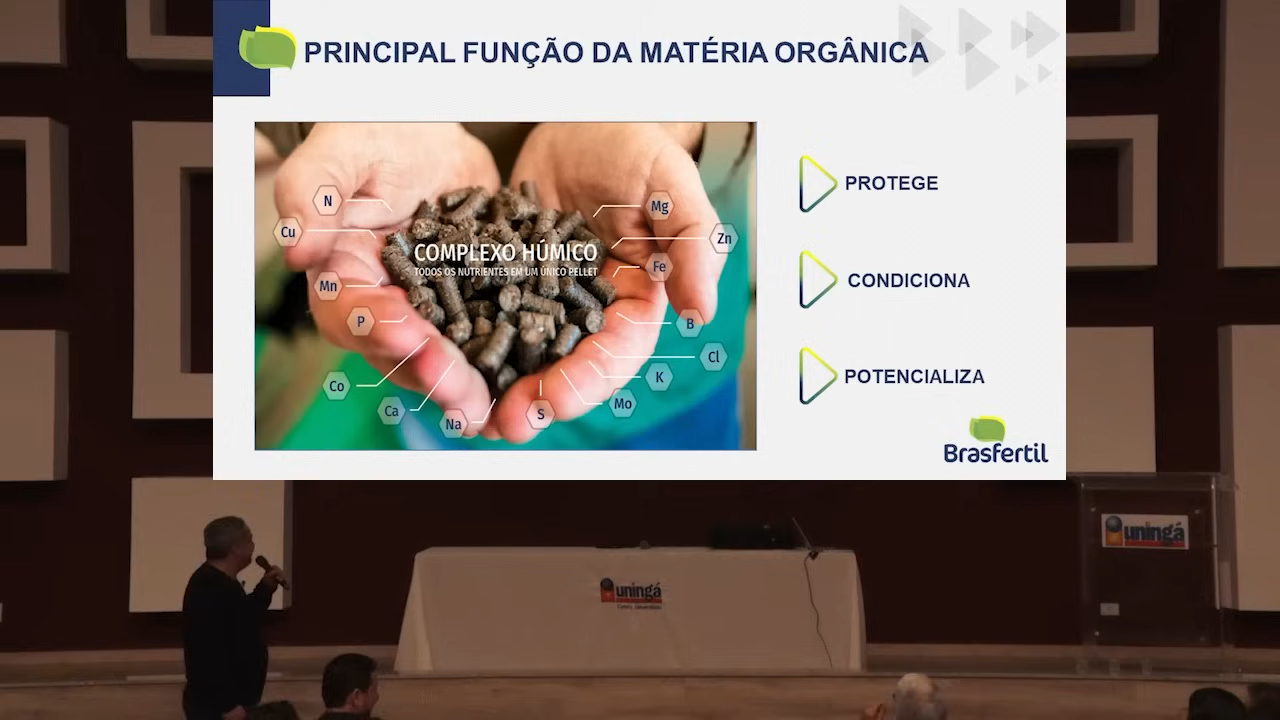 PRINCIPAL FUNÇÃO DA MATÉRIA ORGÂNICA
N
Cu
Mn
P
Co
Ca
Na
S
Mo
K
Cl
B
Fe
Zn
Mg
COMPLEXO HÚMICO
TODOS OS NUTRIENTES EM UM ÚNICO PELLET
PROTEGE
CONDICIONA
POTENCIALIZA
Brasfertil
uningá
uningá